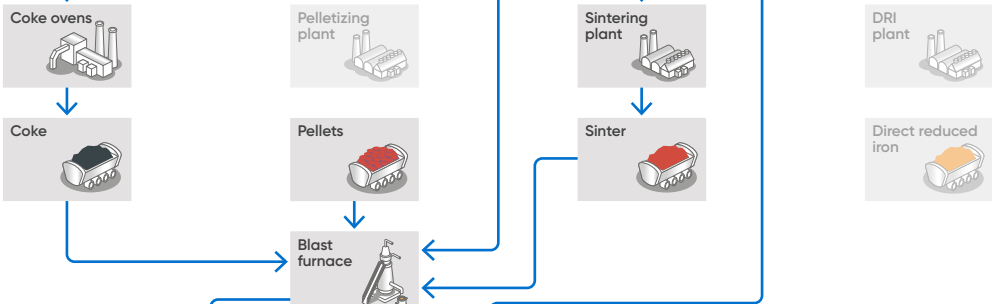 Coke ovens
Pelletizing
plant
Sintering
plant
DRI
plant
Coke
Pellets
Sinter
Direct reduced
iron
Blast
furnace